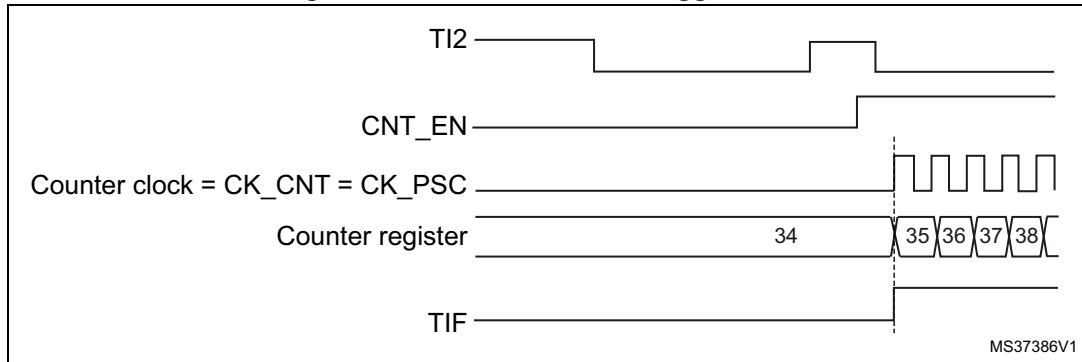 TI2
CNT_EN
Counter clock = CK_CNT = CK_PSC
Counter register
34
35
36
37
38
TIF
MS37386V1